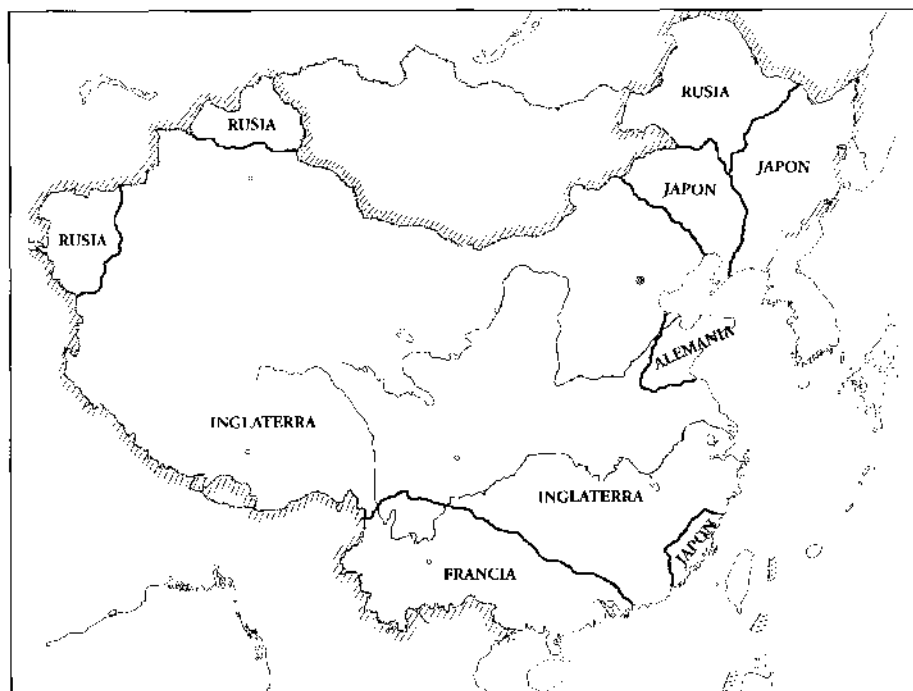 RUSIA
RUSIA
JAPON
JAPON
RUSIA
ALEMANIA
INGLATERRA
INGLATERRA
JAPON
FRANCIA